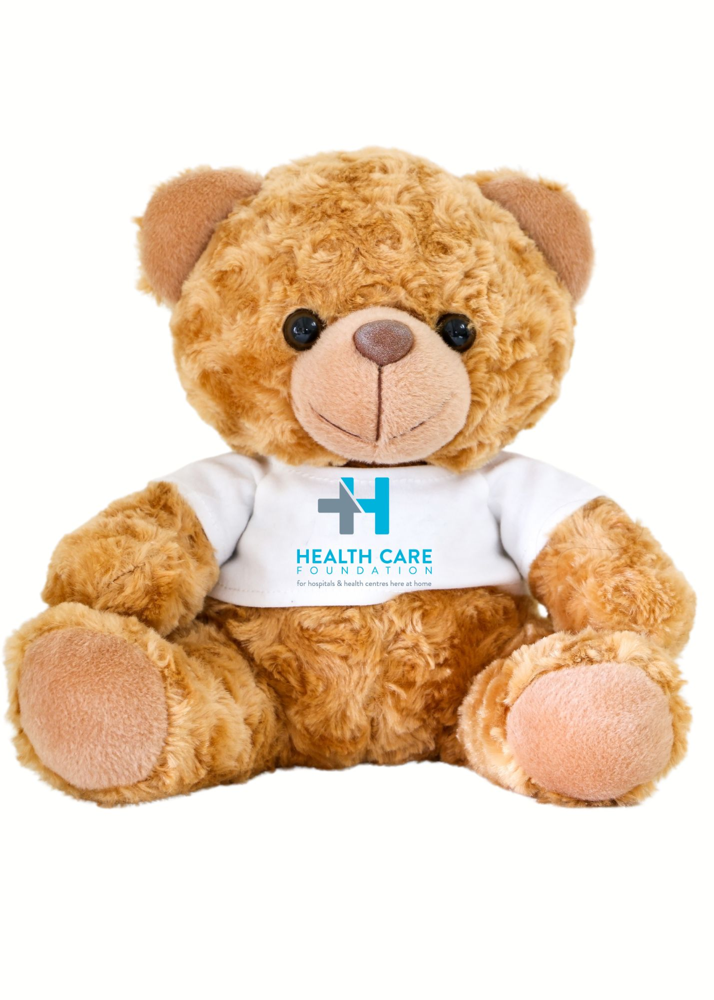 HEALTH CARE
FOUNDATION
for hospitals & health centres here at home